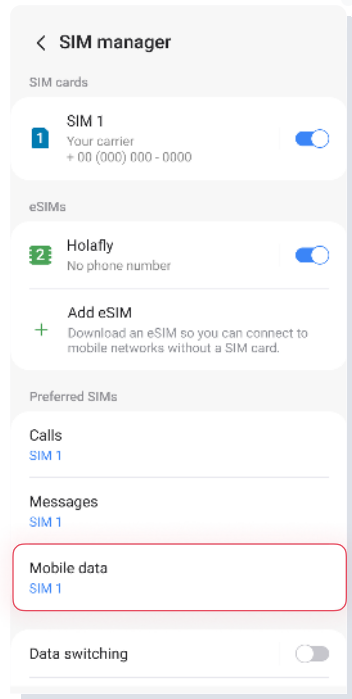 SIM manager
SIM cards
1
SIM 1
Your carrier
+ 00 (000) 000 - 0000
eSIMs
2
Holafly
No phone number
Add eSIM
Download an eSIM so you can connect to
mobile networks without a SIM card.
Preferred SIMs
Calls
SIM 1
Messages
SIM 1
Mobile data
SIM 1
Data switching